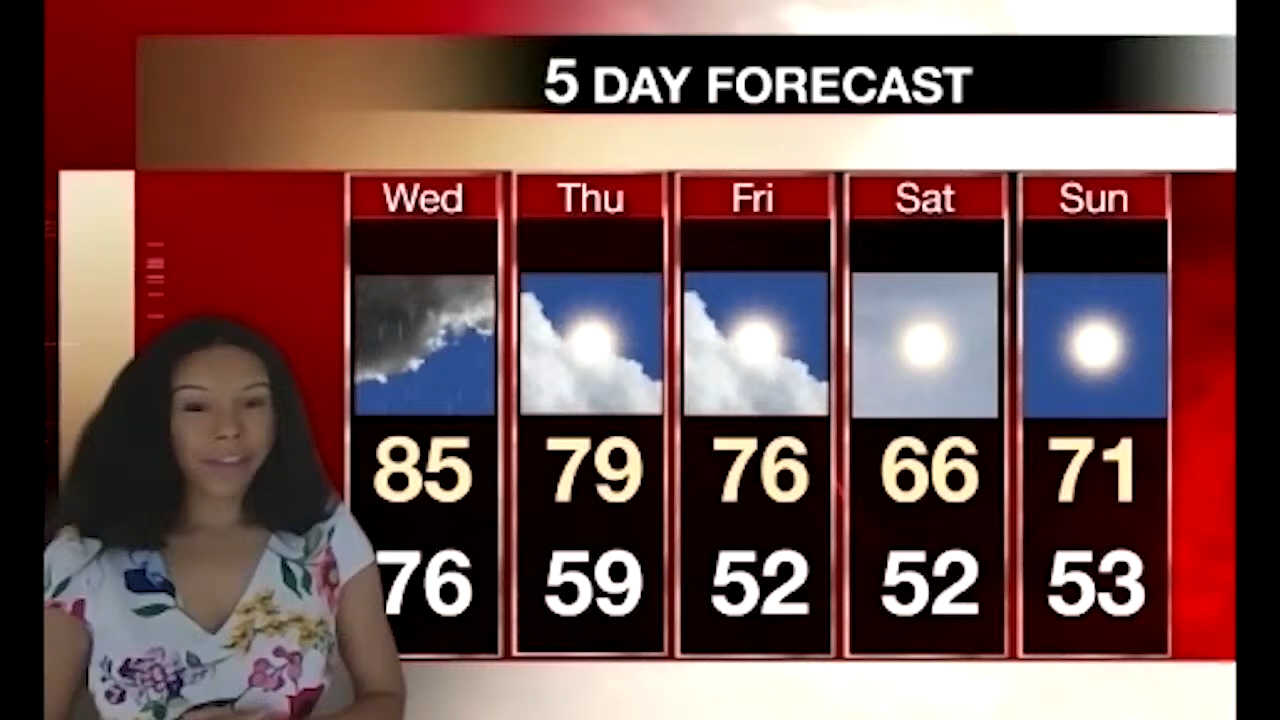 5 DAY FORECAST
Wed Thu Fri Sat Sun
85 79 76 66 71
76 59 52 52 53